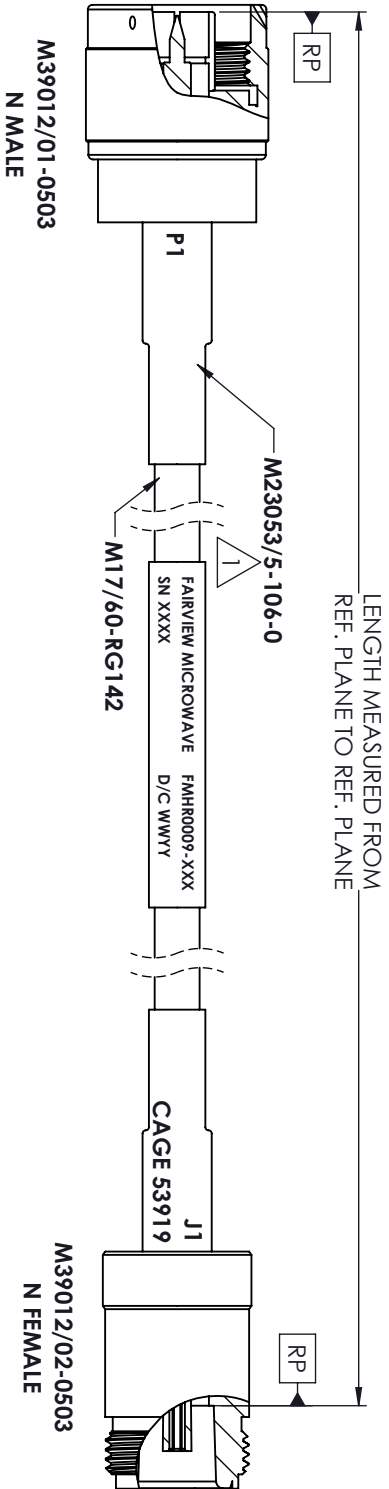 LENGTH MEASURED FROM
REF. PLANE TO REF. PLANE
RP
RP
M23053/5-106-0
1
P1
FAIRVIEW MICROWAVE FMHR0009-XXX
SN XXXX D/C WWYY
J1
CAGE 53919
M17/60-RG142
M39012/01-0503
N MALE
M39012/02-0503
N FEMALE